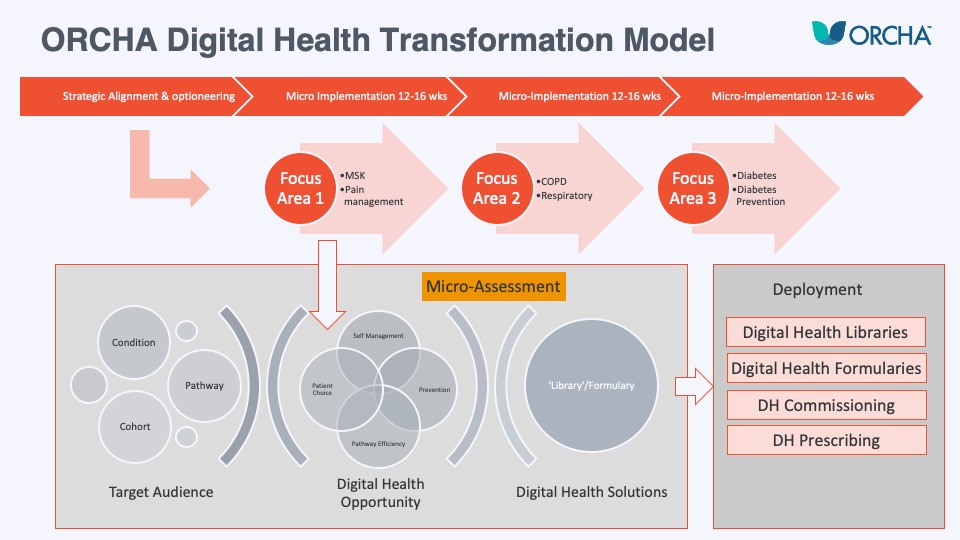 ORCHA Digital Health Transformation Model
ORCHA™
Strategic Alignment & optioneering
Micro Implementation 12-16 wks
Micro-Implementation 12-16 wks
Micro-Implementation 12-16 wks
Focus
Area 1
•MSK
•Pain
management
Focus
Area 2
•COPD
•Respiratory
Focus
Area 3
•Diabetes
•Diabetes
Prevention
Micro-Assessment
Condition
Pathway
Cohort
Target Audience
Self Management
Patient
Choice
Prevention
Pathway Efficiency
Digital Health
Opportunity
'Library'/Formulary
Digital Health Solutions
Deployment
Digital Health Libraries
Digital Health Formularies
DH Commissioning
DH Prescribing